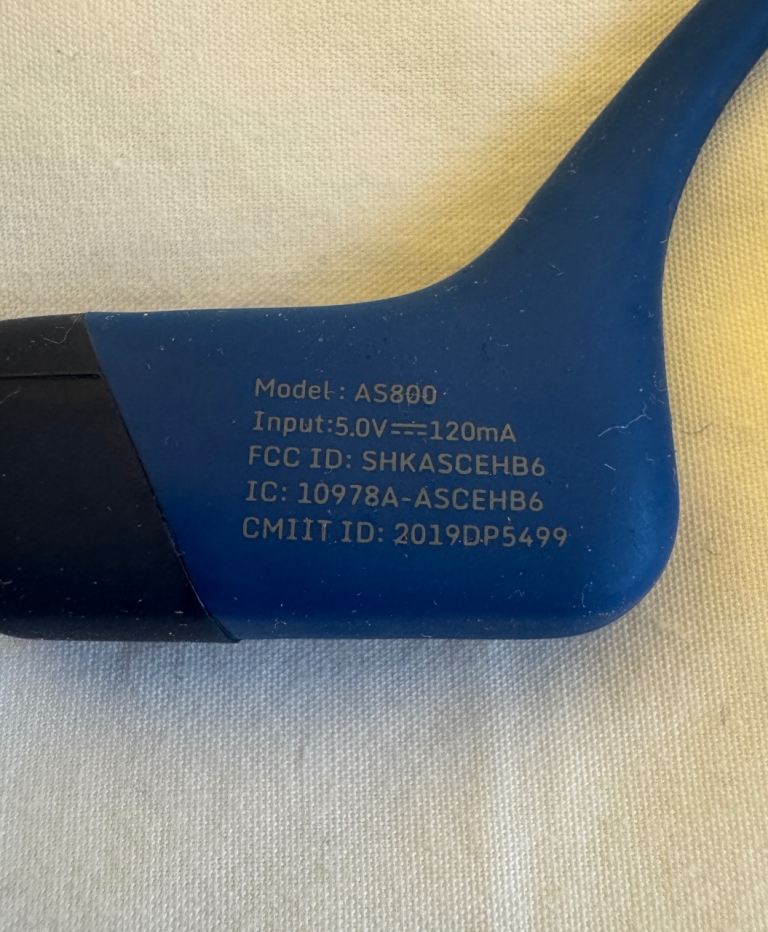 Model : AS800
Input:5.0V⎓120mA
FCC ID: SHKASCEHB6
IC: 10978A-ASCEHB6
CMIIT ID: 2019DP5499